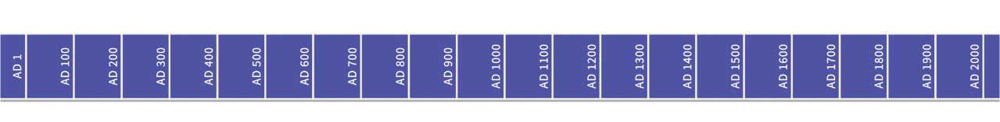 AD 1
AD 100
AD 200
AD 300
AD 400
AD 500
AD 600
AD 700
AD 800
AD 900
AD 1000
AD 1100
AD 1200
AD 1300
AD 1400
AD 1500
AD 1600
AD 1700
AD 1800
AD 1900
AD 2000